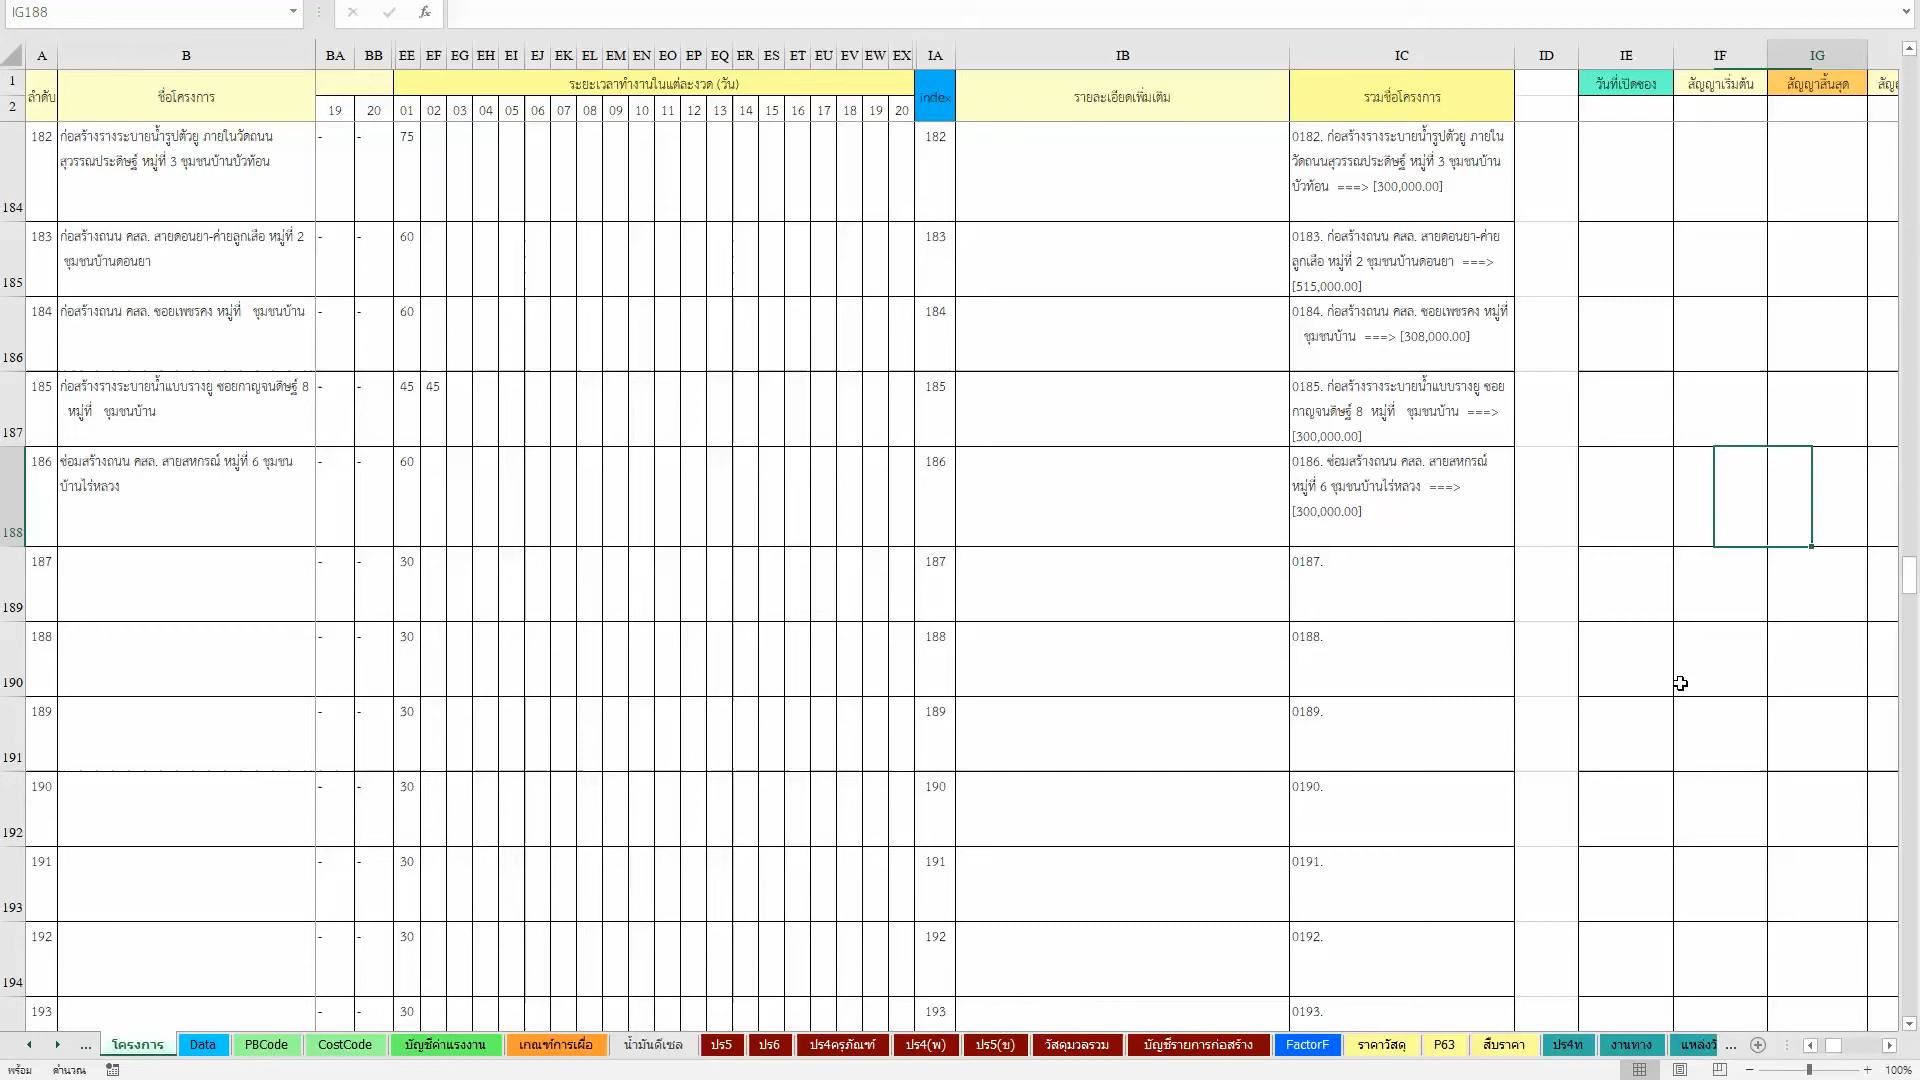 IG188
fx
A B BA BB EE EF EG EH EI EJ EK EL EM EN EO EP EQ ER ES ET EU EV EW EX IA IB IC ID IE IF IG
1 ลำดับ ชื่อโครงการ ระยะเวลาทำงานในแต่ละงวด (วัน) index รายละเอียดเพิ่มเติม รวมชื่อโครงการ วันที่เปิดซอง สัญญาเริ่มต้น สัญญาสิ้นสุด
2 19 20 01 02 03 04 05 06 07 08 09 10 11 12 13 14 15 16 17 18 19 20
182 ก่อสร้างรางระบายน้ำรูปตัวยู ภายในวัดถนน - - 75 182 0182. ก่อสร้างรางระบายน้ำรูปตัวยู ภายใน
สุวรรณประดิษฐ์ หมู่ที่ 3 ชุมชนบ้านบัวท้อน วัดถนนสุวรรณประดิษฐ์ หมู่ที่ 3 ชุมชนบ้าน
บัวท้อน ===> [300,000.00]
184
183 ก่อสร้างถนน คสล. สายดอนยา-ค่ายลูกเสือ หมู่ที่ 2 - - 60 183 0183. ก่อสร้างถนน คสล. สายดอนยา-ค่าย
ชุมชนบ้านดอนยา ลูกเสือ หมู่ที่ 2 ชุมชนบ้านดอนยา ===>
185 [515,000.00]
184 ก่อสร้างถนน คสล. ซอยเพชรคง หมู่ที่ ชุมชนบ้าน - - 60 184 0184. ก่อสร้างถนน คสล. ซอยเพชรคง หมู่ที่
ชุมชนบ้าน ===> [308,000.00]
186
185 ก่อสร้างรางระบายน้ำแบบรางยู ซอยกาญจนดิษฐ์ 8 - - 45 45 185 0185. ก่อสร้างรางระบายน้ำแบบรางยู ซอย
หมู่ที่ ชุมชนบ้าน กาญจนดิษฐ์ 8 หมู่ที่ ชุมชนบ้าน ===>
187 [300,000.00]
186 ซ่อมสร้างถนน คสล. สายสหกรณ์ หมู่ที่ 6 ชุมชน - - 60 186 0186. ซ่อมสร้างถนน คสล. สายสหกรณ์
บ้านไร่หลวง หมู่ที่ 6 ชุมชนบ้านไร่หลวง ===>
[300,000.00]
188
187 - - 30 187 0187.
189
188 - - 30 188 0188.
190
189 - - 30 189 0189.
191
190 - - 30 190 0190.
192
191 - - 30 191 0191.
193
192 - - 30 192 0192.
194
193 - - 30 193 0193.
... โครงการ Data PBCode CostCode บัญชีค่าแรงงาน เกณฑ์การเผื่อ น้ำมันดีเซล ปร5 ปร6 ปร4ครุภัณฑ์ ปร4(พ) ปร5(ข) วัสดุมวลรวม บัญชีรายการก่อสร้าง FactorF ราคาวัสดุ P63 สืบราคา ปร4ท งานทาง ...
พร้อม คำนวณ 100%